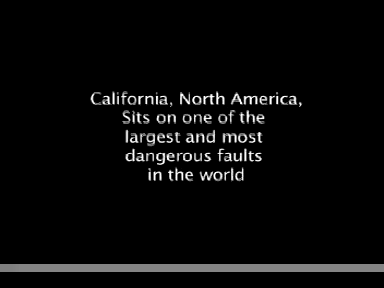 California, North America,
Sits on one of the
largest and most
dangerous faults
in the world